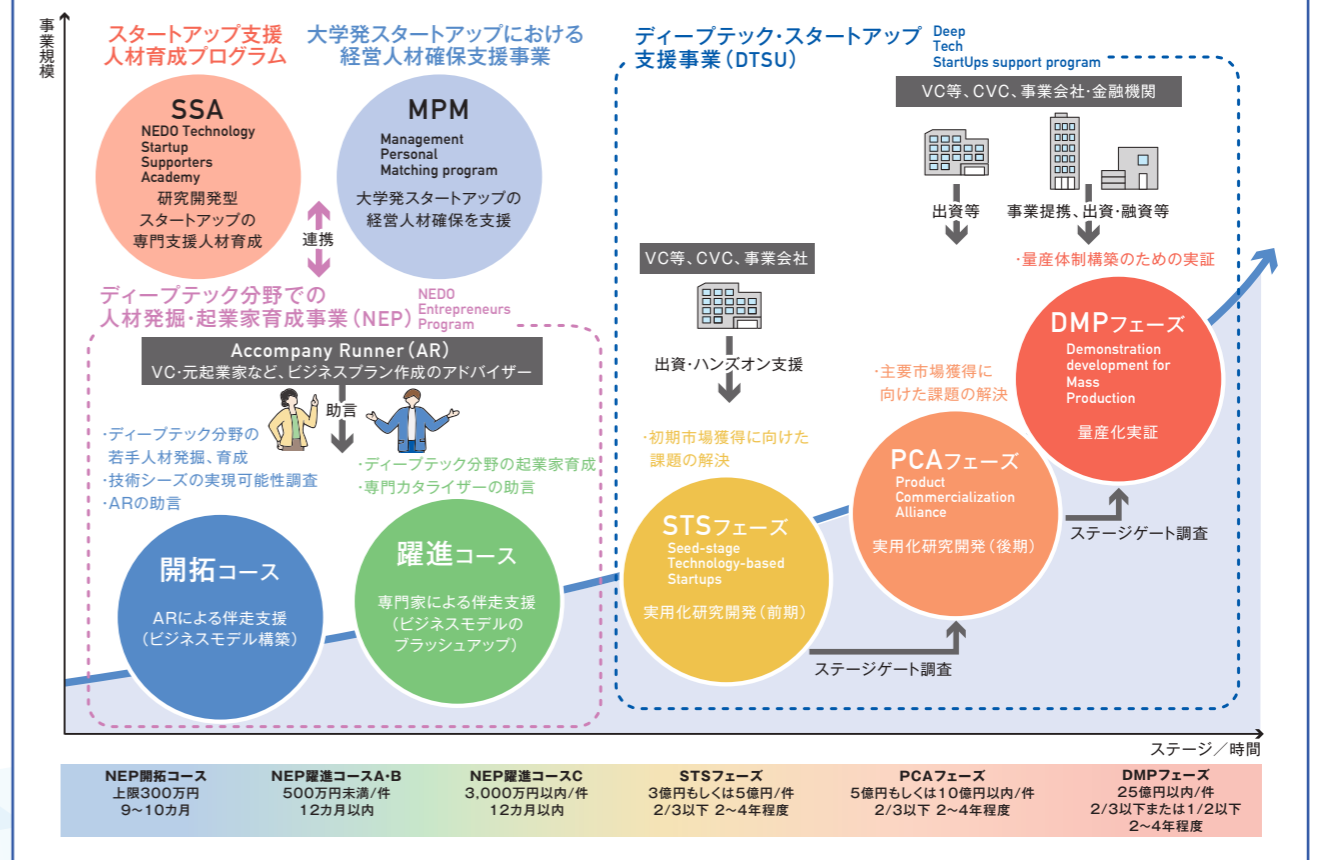 事業規模
スタートアップ支援
人材育成プログラム
SSA
NEDO Technology
Startup
Supporters
Academy
研究開発型
スタートアップの
専門支援人材育成
大学発スタートアップにおける
経営人材確保支援事業
MPM
Management
Personal
Matching program
大学発スタートアップの
経営人材確保を支援
連携
ディープテック分野での
人材発掘・起業家育成事業（NEP）
NEDO
Entrepreneurs
Program
Accompany Runner（AR）
VC・元起業家など、ビジネスプラン作成のアドバイザー
助言
・ディープテック分野の
若手人材発掘、育成
・技術シーズの実現可能性調査
・ARの助言
・ディープテック分野の起業家育成
・専門カタライザーの助言
開拓コース
ARによる伴走支援
（ビジネスモデル構築）
躍進コース
専門家による伴走支援
（ビジネスモデルの
ブラッシュアップ）
ディープテック・スタートアップ
支援事業（DTSU）
Deep
Tech
StartUps support program
VC等、CVC、事業会社・金融機関
出資等
事業提携、出資・融資等
VC等、CVC、事業会社
出資・ハンズオン支援
・初期市場獲得に向けた
課題の解決
STSフェーズ
Seed-stage
Technology-based
Startups
実用化研究開発（前期）
ステージゲート調査
・主要市場獲得に
向けた課題の解決
PCAフェーズ
Product
Commercialization
Alliance
実用化研究開発（後期）
ステージゲート調査
・量産体制構築のための実証
DMPフェーズ
Demonstration
development for
Mass
Production
量産化実証
ステージ／時間
NEP開拓コース
上限300万円
9～10カ月
NEP躍進コースA・B
500万円未満/件
12カ月以内
NEP躍進コースC
3,000万円以内/件
12カ月以内
STSフェーズ
3億円もしくは5億円/件
2/3以下 2～4年程度
PCAフェーズ
5億円もしくは10億円以内/件
2/3以下 2～4年程度
DMPフェーズ
25億円以内/件
2/3以下または1/2以下
2～4年程度